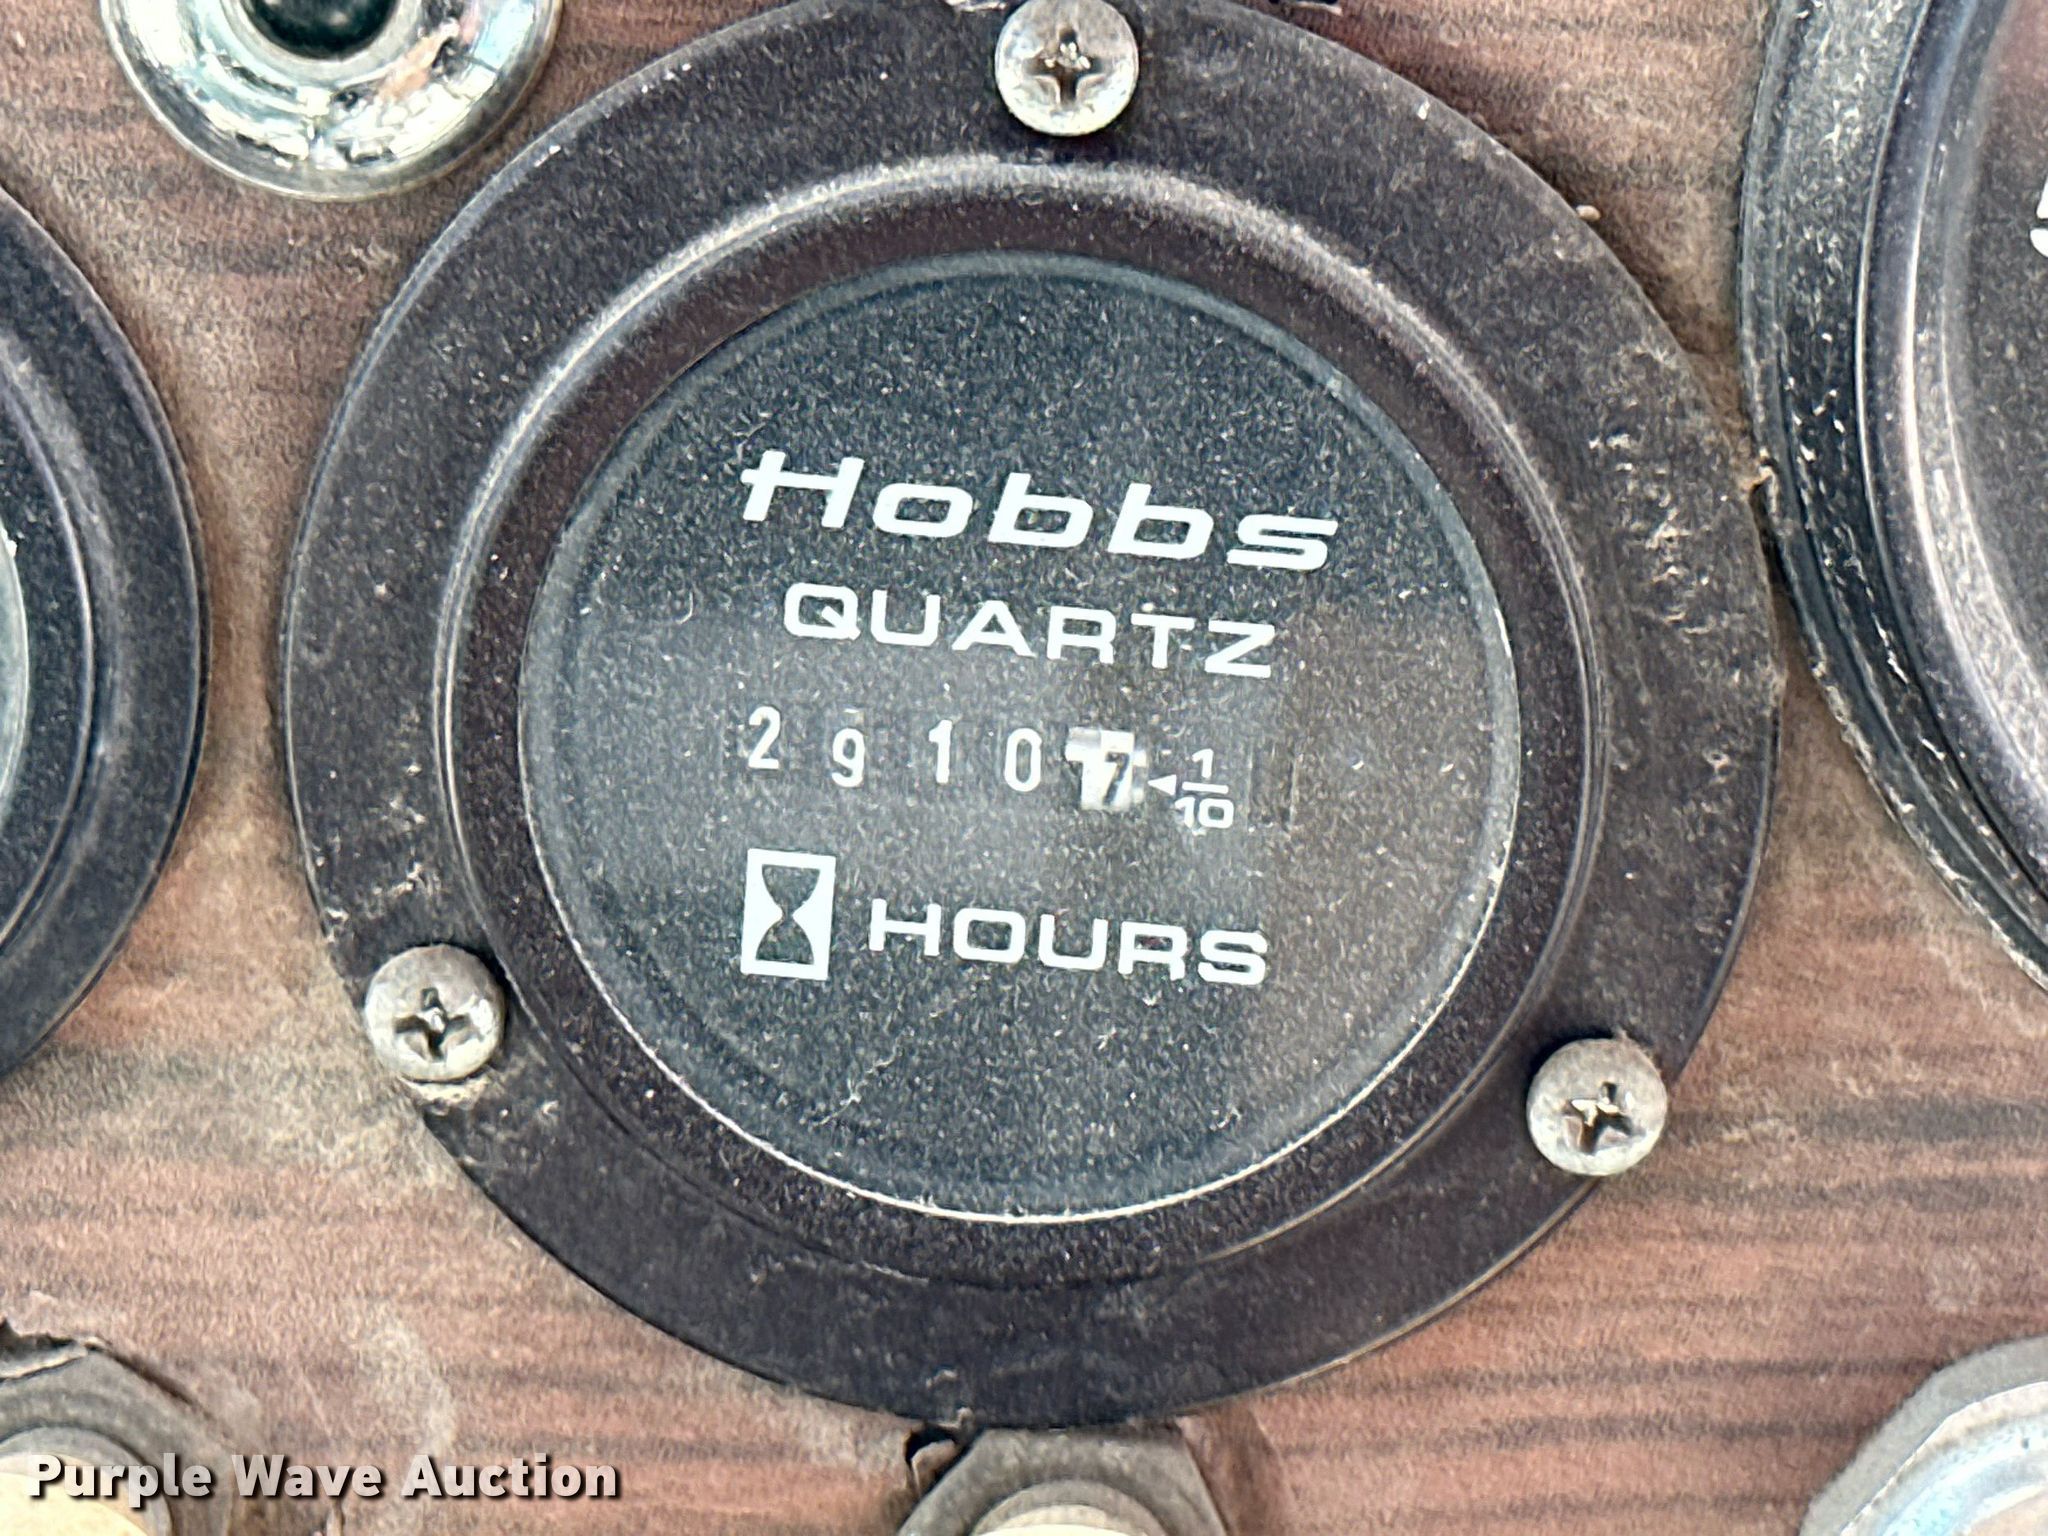 Hobbs
QUARTZ
2 9 1 0 7 1/10
HOURS
Purple Wave Auction